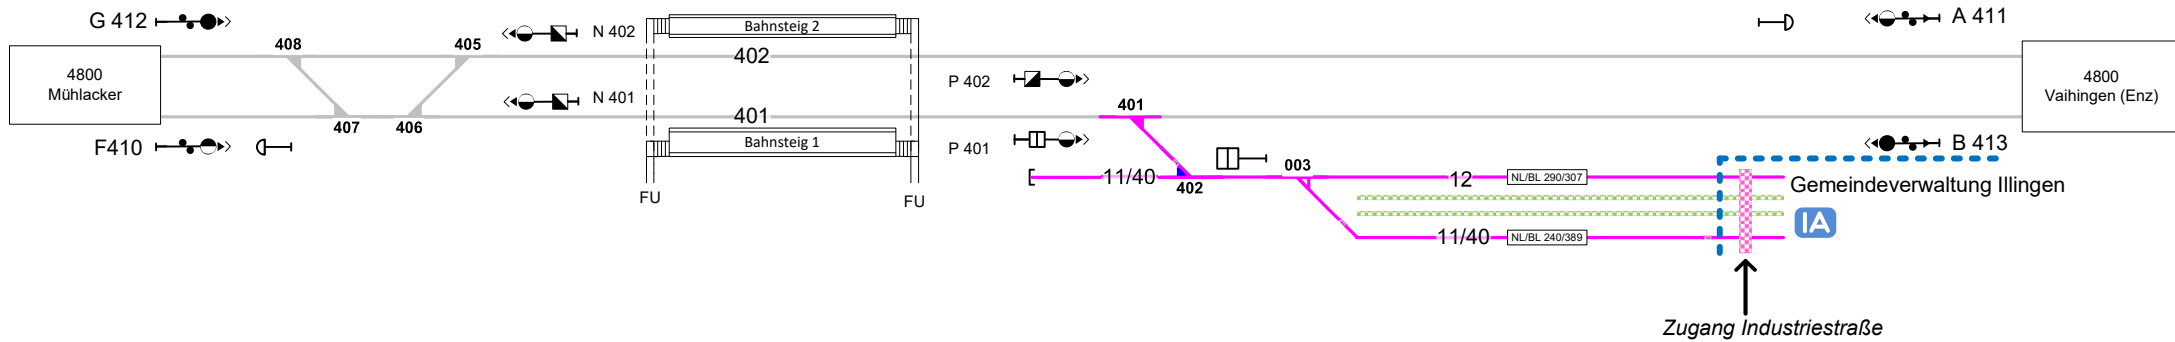 G 412
408
405
N 402
Bahnsteig 2
402
A 411
4800
Mühlacker
P 402
4800
Vaihingen (Enz)
N 401
401
401
407
406
F410
Bahnsteig 1
P 401
B 413
003
11/40
402
12
NL/BL 290/307
Gemeindeverwaltung Illingen
FU
FU
IA
11/40
NL/BL 240/389
Zugang Industriestraße